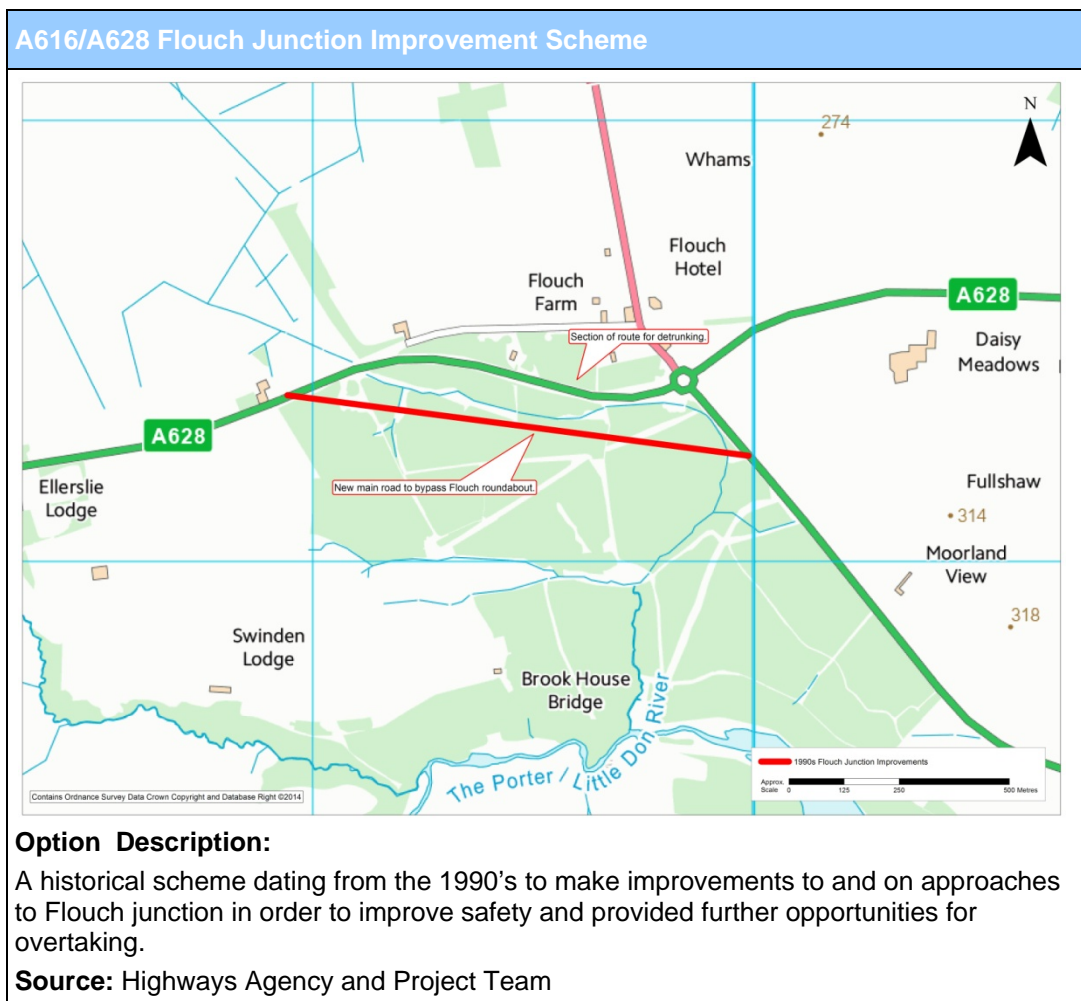 A616/A628 Flouch Junction Improvement Scheme
N
274
Whams
Flouch
Hotel
Flouch
Farm
A628
Section of route for detrunking.
Daisy
Meadows
A628
New main road to bypass Flouch roundabout.
Ellerslie
Lodge
Fullshaw
314
Moorland
View
318
Swinden
Lodge
Brook House
Bridge
The Porter / Little Don River
1990s Flouch Junction Improvements
Approx.
Scale 0 125 250 500 Metres
Contains Ordnance Survey Data Crown Copyright and Database Right ©2014
Option Description:
A historical scheme dating from the 1990's to make improvements to and on approaches
to Flouch junction in order to improve safety and provided further opportunities for
overtaking.
Source: Highways Agency and Project Team